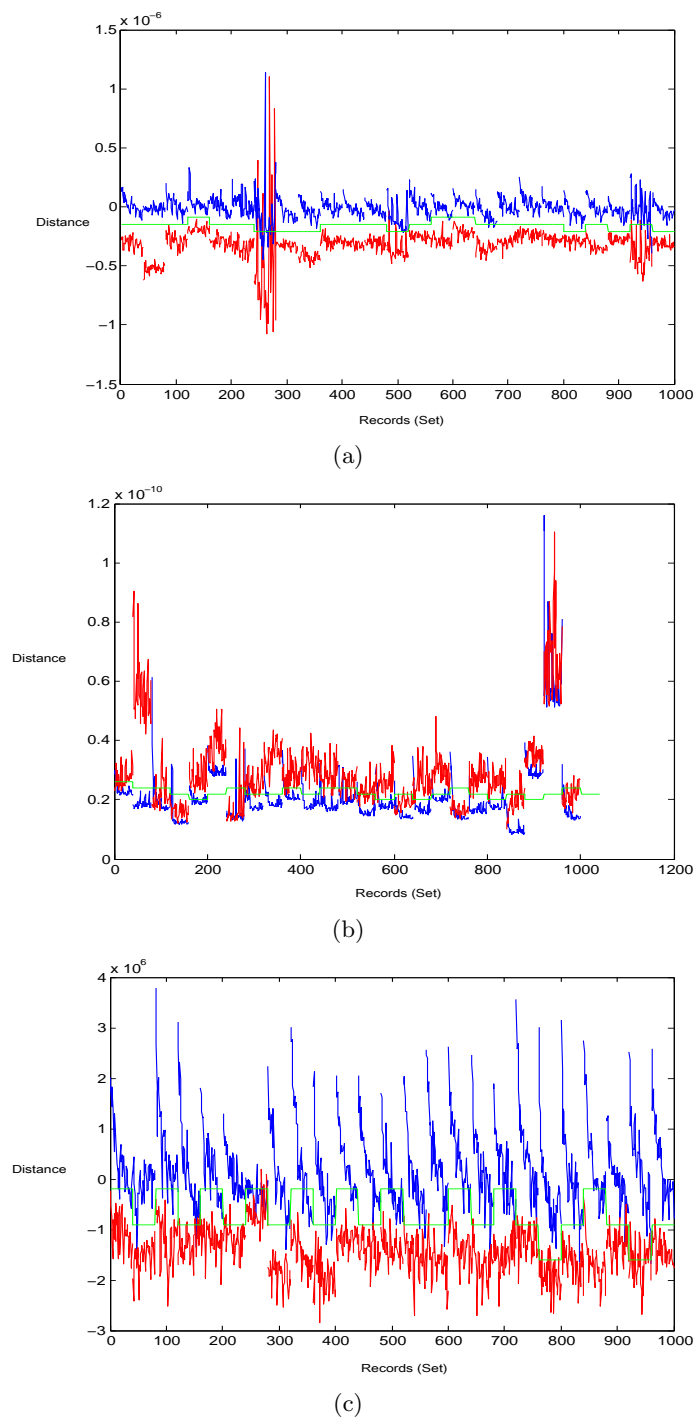 x 10^−6
1.5
1
0.5
0
−0.5
−1
−1.5
Distance
0 100 200 300 400 500 600 700 800 900 1000
Records (Set)
(a)
x 10^−10
1.2
1
0.8
0.6
0.4
0.2
0
Distance
0 200 400 600 800 1000 1200
Records (Set)
(b)
x 10^6
4
3
2
1
0
−1
−2
−3
Distance
0 100 200 300 400 500 600 700 800 900 1000
Records (Set)
(c)